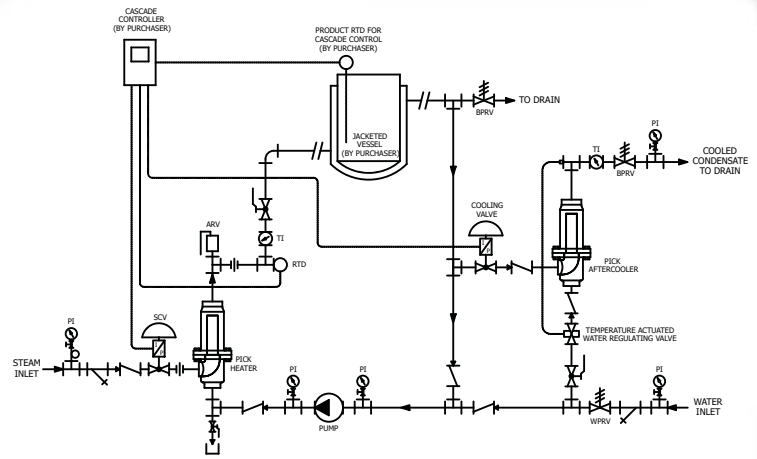 CASCADE
CONTROLLER
(BY PURCHASER)
PRODUCT RTD FOR
CASCADE CONTROL
(BY PURCHASER)
TO DRAIN
BPRV
JACKETED
VESSEL
(BY PURCHASER)
PI
TI
BPRV
COOLED
CONDENSATE
TO DRAIN
COOLING
VALVE
I
P
ARV
TI
RTD
PICK
AFTERCOOLER
PI
SCV
I
P
PICK
HEATER
TEMPERATURE ACTUATED
WATER REGULATING VALVE
STEAM
INLET
PI
PI
PI
WATER
INLET
PUMP
WPRV